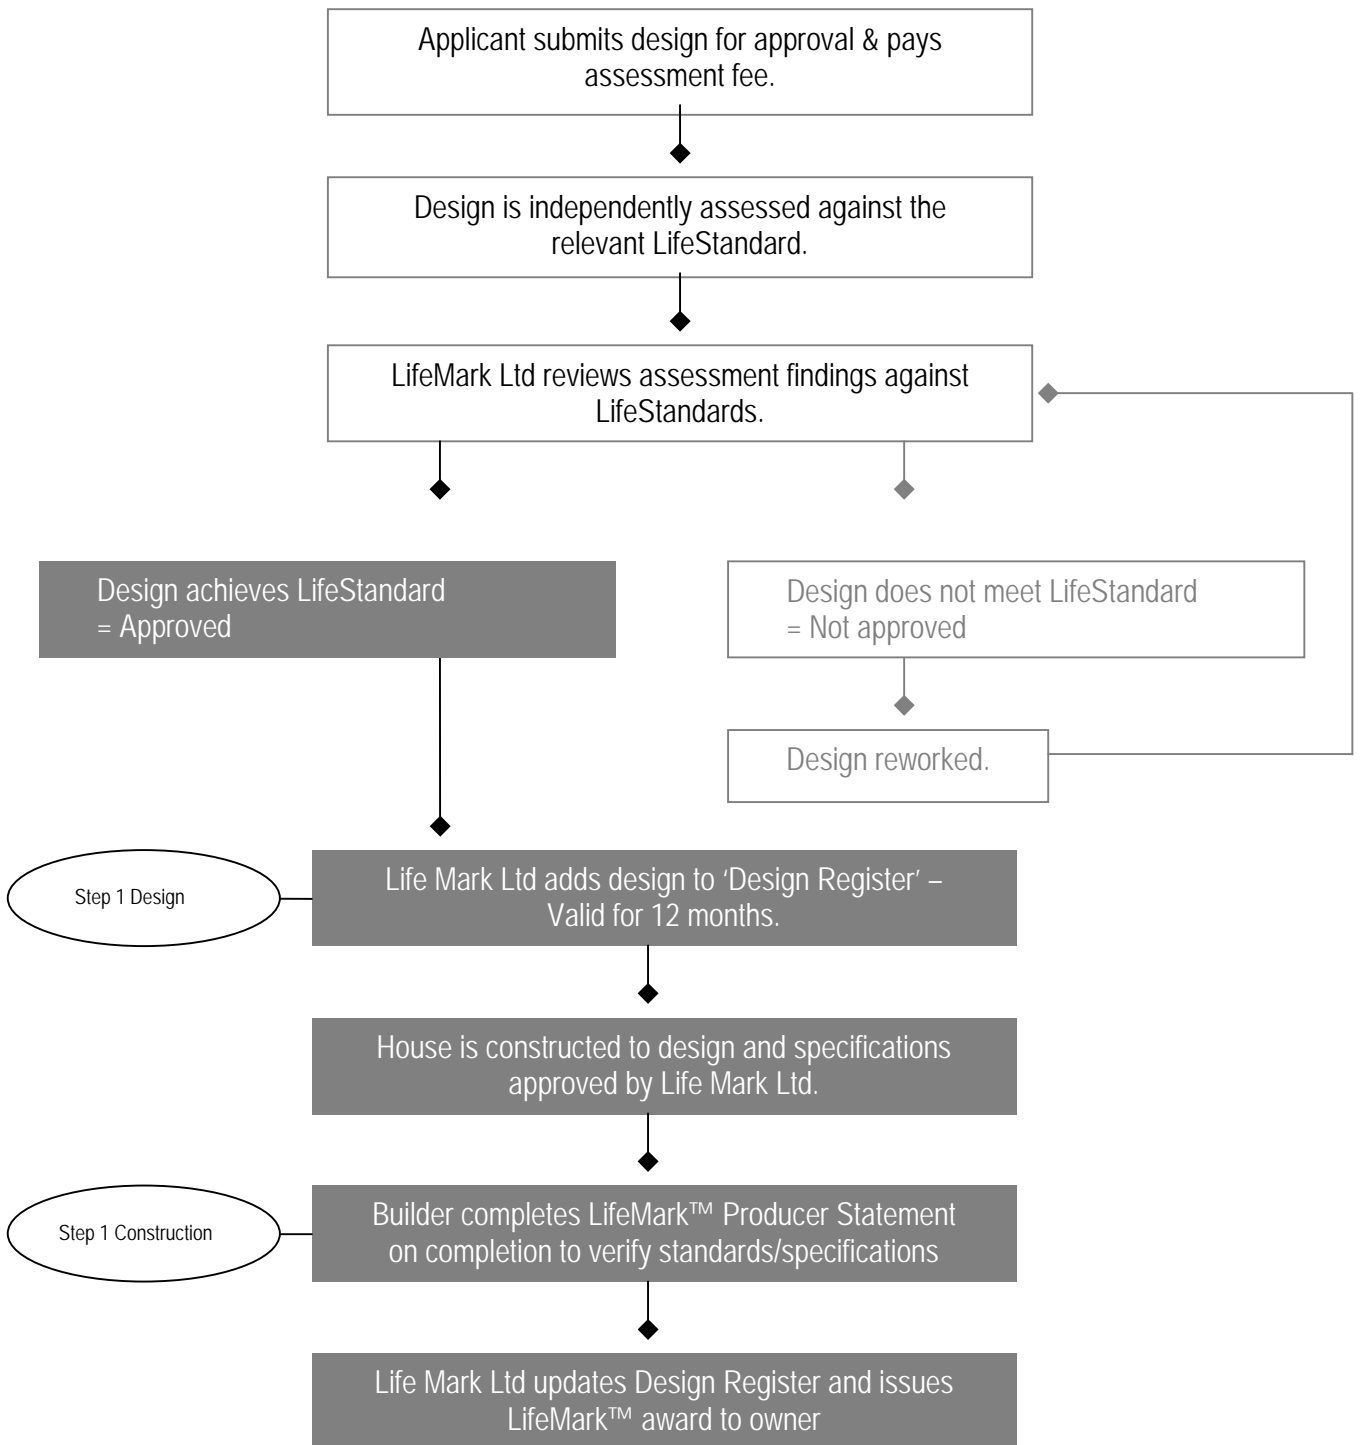 Applicant submits design for approval & pays
assessment fee.
Design is independently assessed against the
relevant LifeStandard.
LifeMark Ltd reviews assessment findings against
LifeStandards.
Design achieves LifeStandard
= Approved
Design does not meet LifeStandard
= Not approved
Design reworked.
Step 1 Design
Life Mark Ltd adds design to ‘Design Register’ –
Valid for 12 months.
House is constructed to design and specifications
approved by Life Mark Ltd.
Step 1 Construction
Builder completes LifeMark™ Producer Statement
on completion to verify standards/specifications
Life Mark Ltd updates Design Register and issues
LifeMark™ award to owner